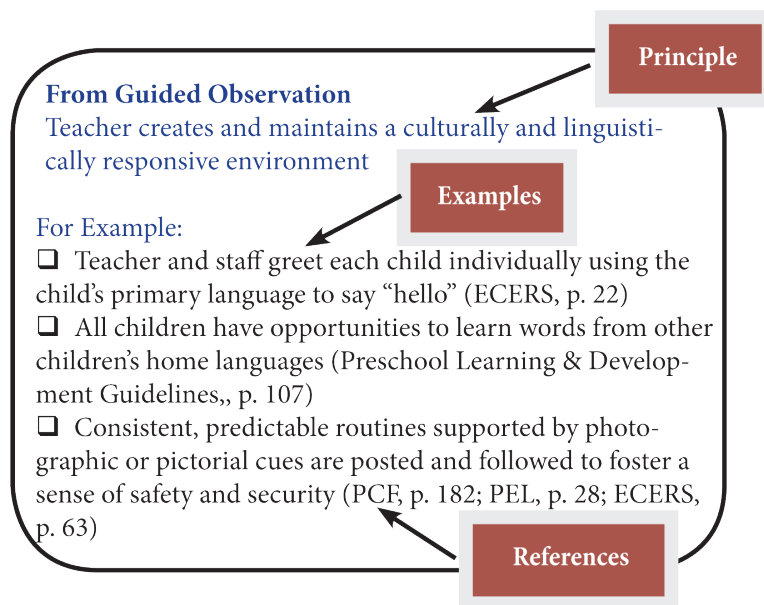 Principle
From Guided Observation
Teacher creates and maintains a culturally and linguisti-
cally responsive environment
Examples
For Example:
❑ Teacher and staff greet each child individually using the
child’s primary language to say “hello” (ECERS, p. 22)
❑ All children have opportunities to learn words from other
children’s home languages (Preschool Learning & Develop-
ment Guidelines,, p. 107)
❑ Consistent, predictable routines supported by photo-
graphic or pictorial cues are posted and followed to foster a
sense of safety and security (PCF, p. 182; PEL, p. 28; ECERS,
p. 63)
References